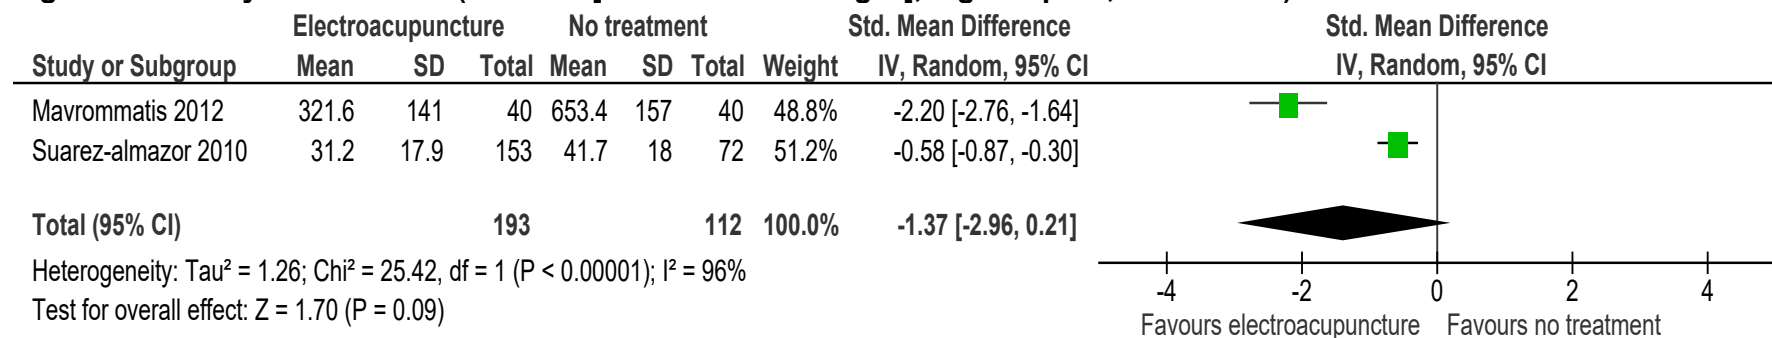 Electroacupuncture No treatment Std. Mean Difference Std. Mean Difference
Study or Subgroup Mean SD Total Mean SD Total Weight IV, Random, 95% CI IV, Random, 95% CI
Mavrommatis 2012 321.6 141 40 653.4 157 40 48.8% -2.20 [-2.76, -1.64]
Suarez-almazor 2010 31.2 17.9 153 41.7 18 72 51.2% -0.58 [-0.87, -0.30]
Total (95% CI) 193 112 100.0% -1.37 [-2.96, 0.21]
Heterogeneity: Tau² = 1.26; Chi² = 25.42, df = 1 (P < 0.00001); I² = 96%
Test for overall effect: Z = 1.70 (P = 0.09)
-4 -2 0 2 4
Favours electroacupuncture Favours no treatment